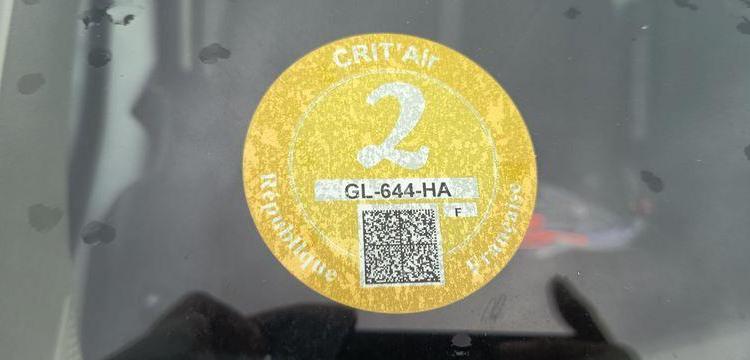 CRIT'Air
2
GL-644-HA
F
République
Française